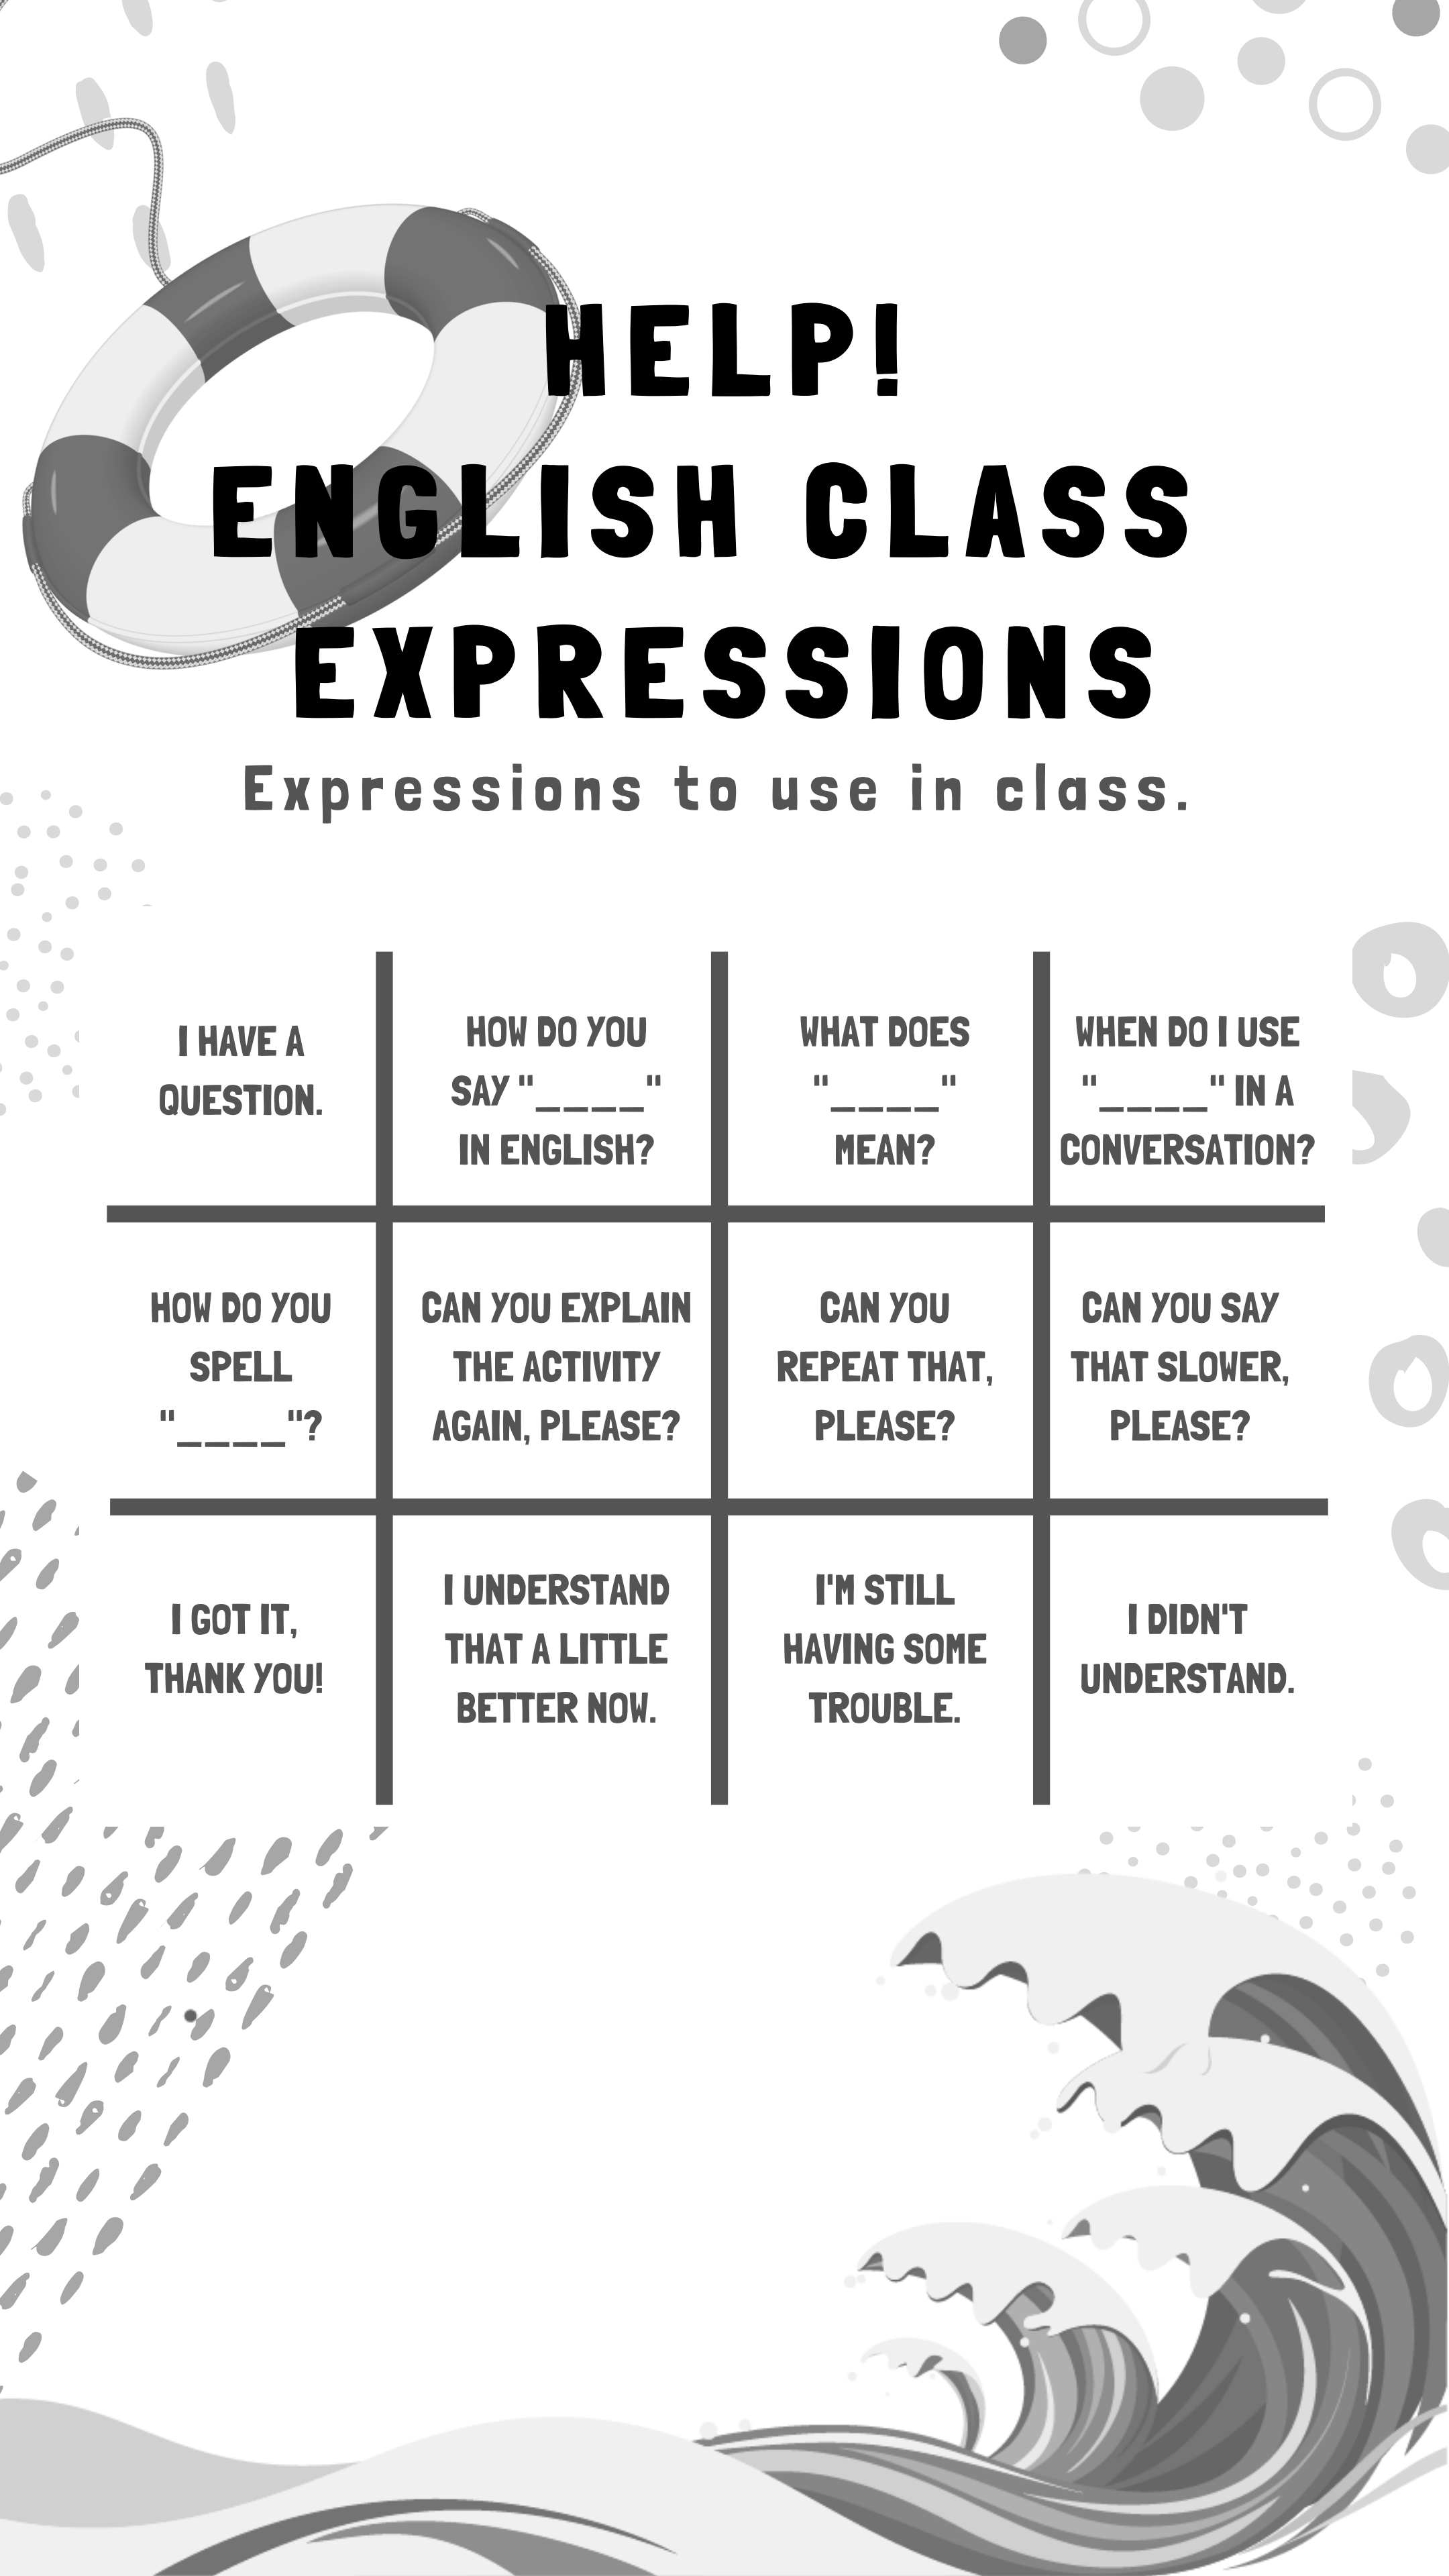 HELP!
ENGLISH CLASS
EXPRESSIONS
Expressions to use in class.
I HAVE A
QUESTION.
HOW DO YOU
SAY "____"
IN ENGLISH?
WHAT DOES
"____"
MEAN?
WHEN DO I USE
"____" IN A
CONVERSATION?
HOW DO YOU
SPELL
"____"?
CAN YOU EXPLAIN
THE ACTIVITY
AGAIN, PLEASE?
CAN YOU
REPEAT THAT,
PLEASE?
CAN YOU SAY
THAT SLOWER,
PLEASE?
I GOT IT,
THANK YOU!
I UNDERSTAND
THAT A LITTLE
BETTER NOW.
I'M STILL
HAVING SOME
TROUBLE.
I DIDN'T
UNDERSTAND.